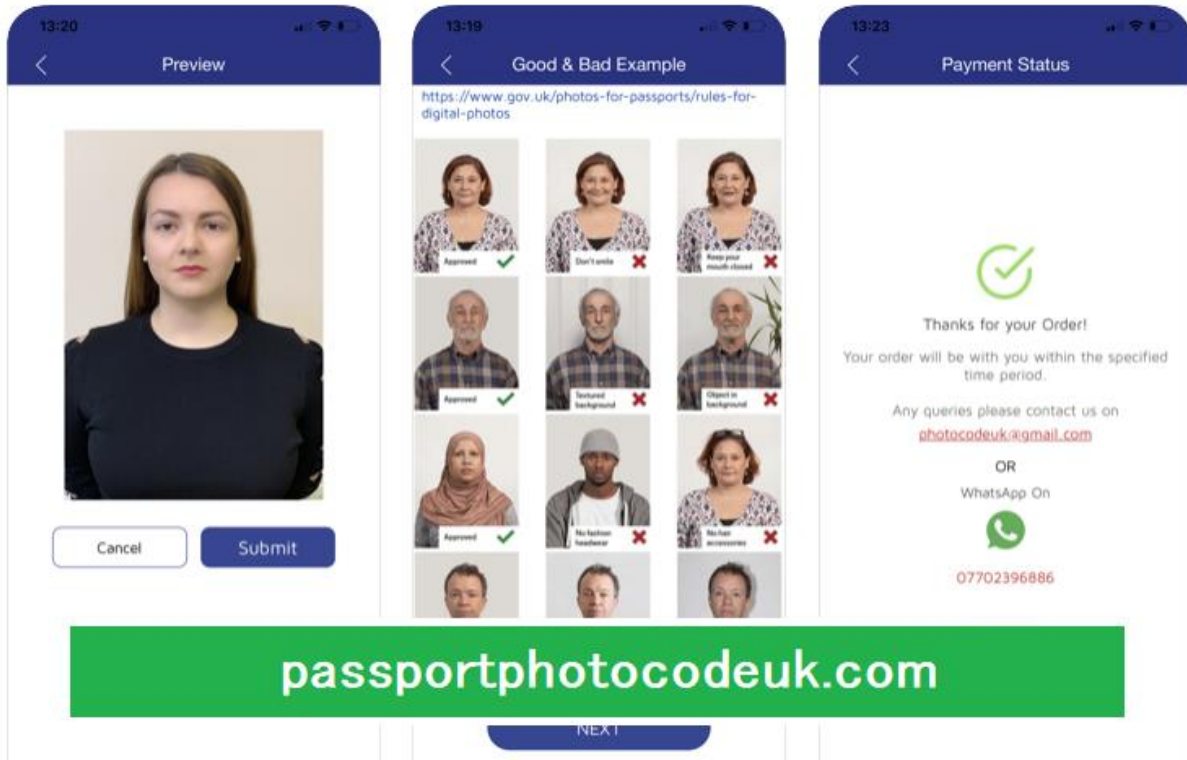 13:20
Preview
Cancel
Submit
13:19
Good & Bad Example
https://www.gov.uk/photos-for-passports/rules-for-
digital-photos
Approved
Don't smile
Keep your
mouth closed
Approved
Textured
background
Object in
background
Approved
No fashion
headwear
No hair
accessories
NEXT
13:23
Payment Status
Thanks for your Order!
Your order will be with you within the specified
time period.
Any queries please contact us on
photocodeuk@gmail.com
OR
WhatsApp On
07702396886
passportphotocodeuk.com